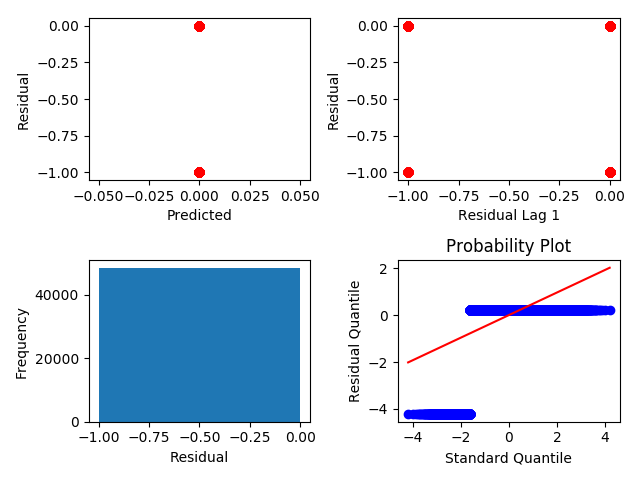 0.00
−0.25
−0.50
−0.75
−1.00
Residual
−0.050 −0.025 0.000 0.025 0.050
Predicted
0.00
−0.25
−0.50
−0.75
−1.00
Residual
−1.00 −0.75 −0.50 −0.25 0.00
Residual Lag 1
40000
20000
0
Frequency
−1.00 −0.75 −0.50 −0.25 0.00
Residual
Probability Plot
2
0
−2
−4
Residual Quantile
−4 −2 0 2 4
Standard Quantile